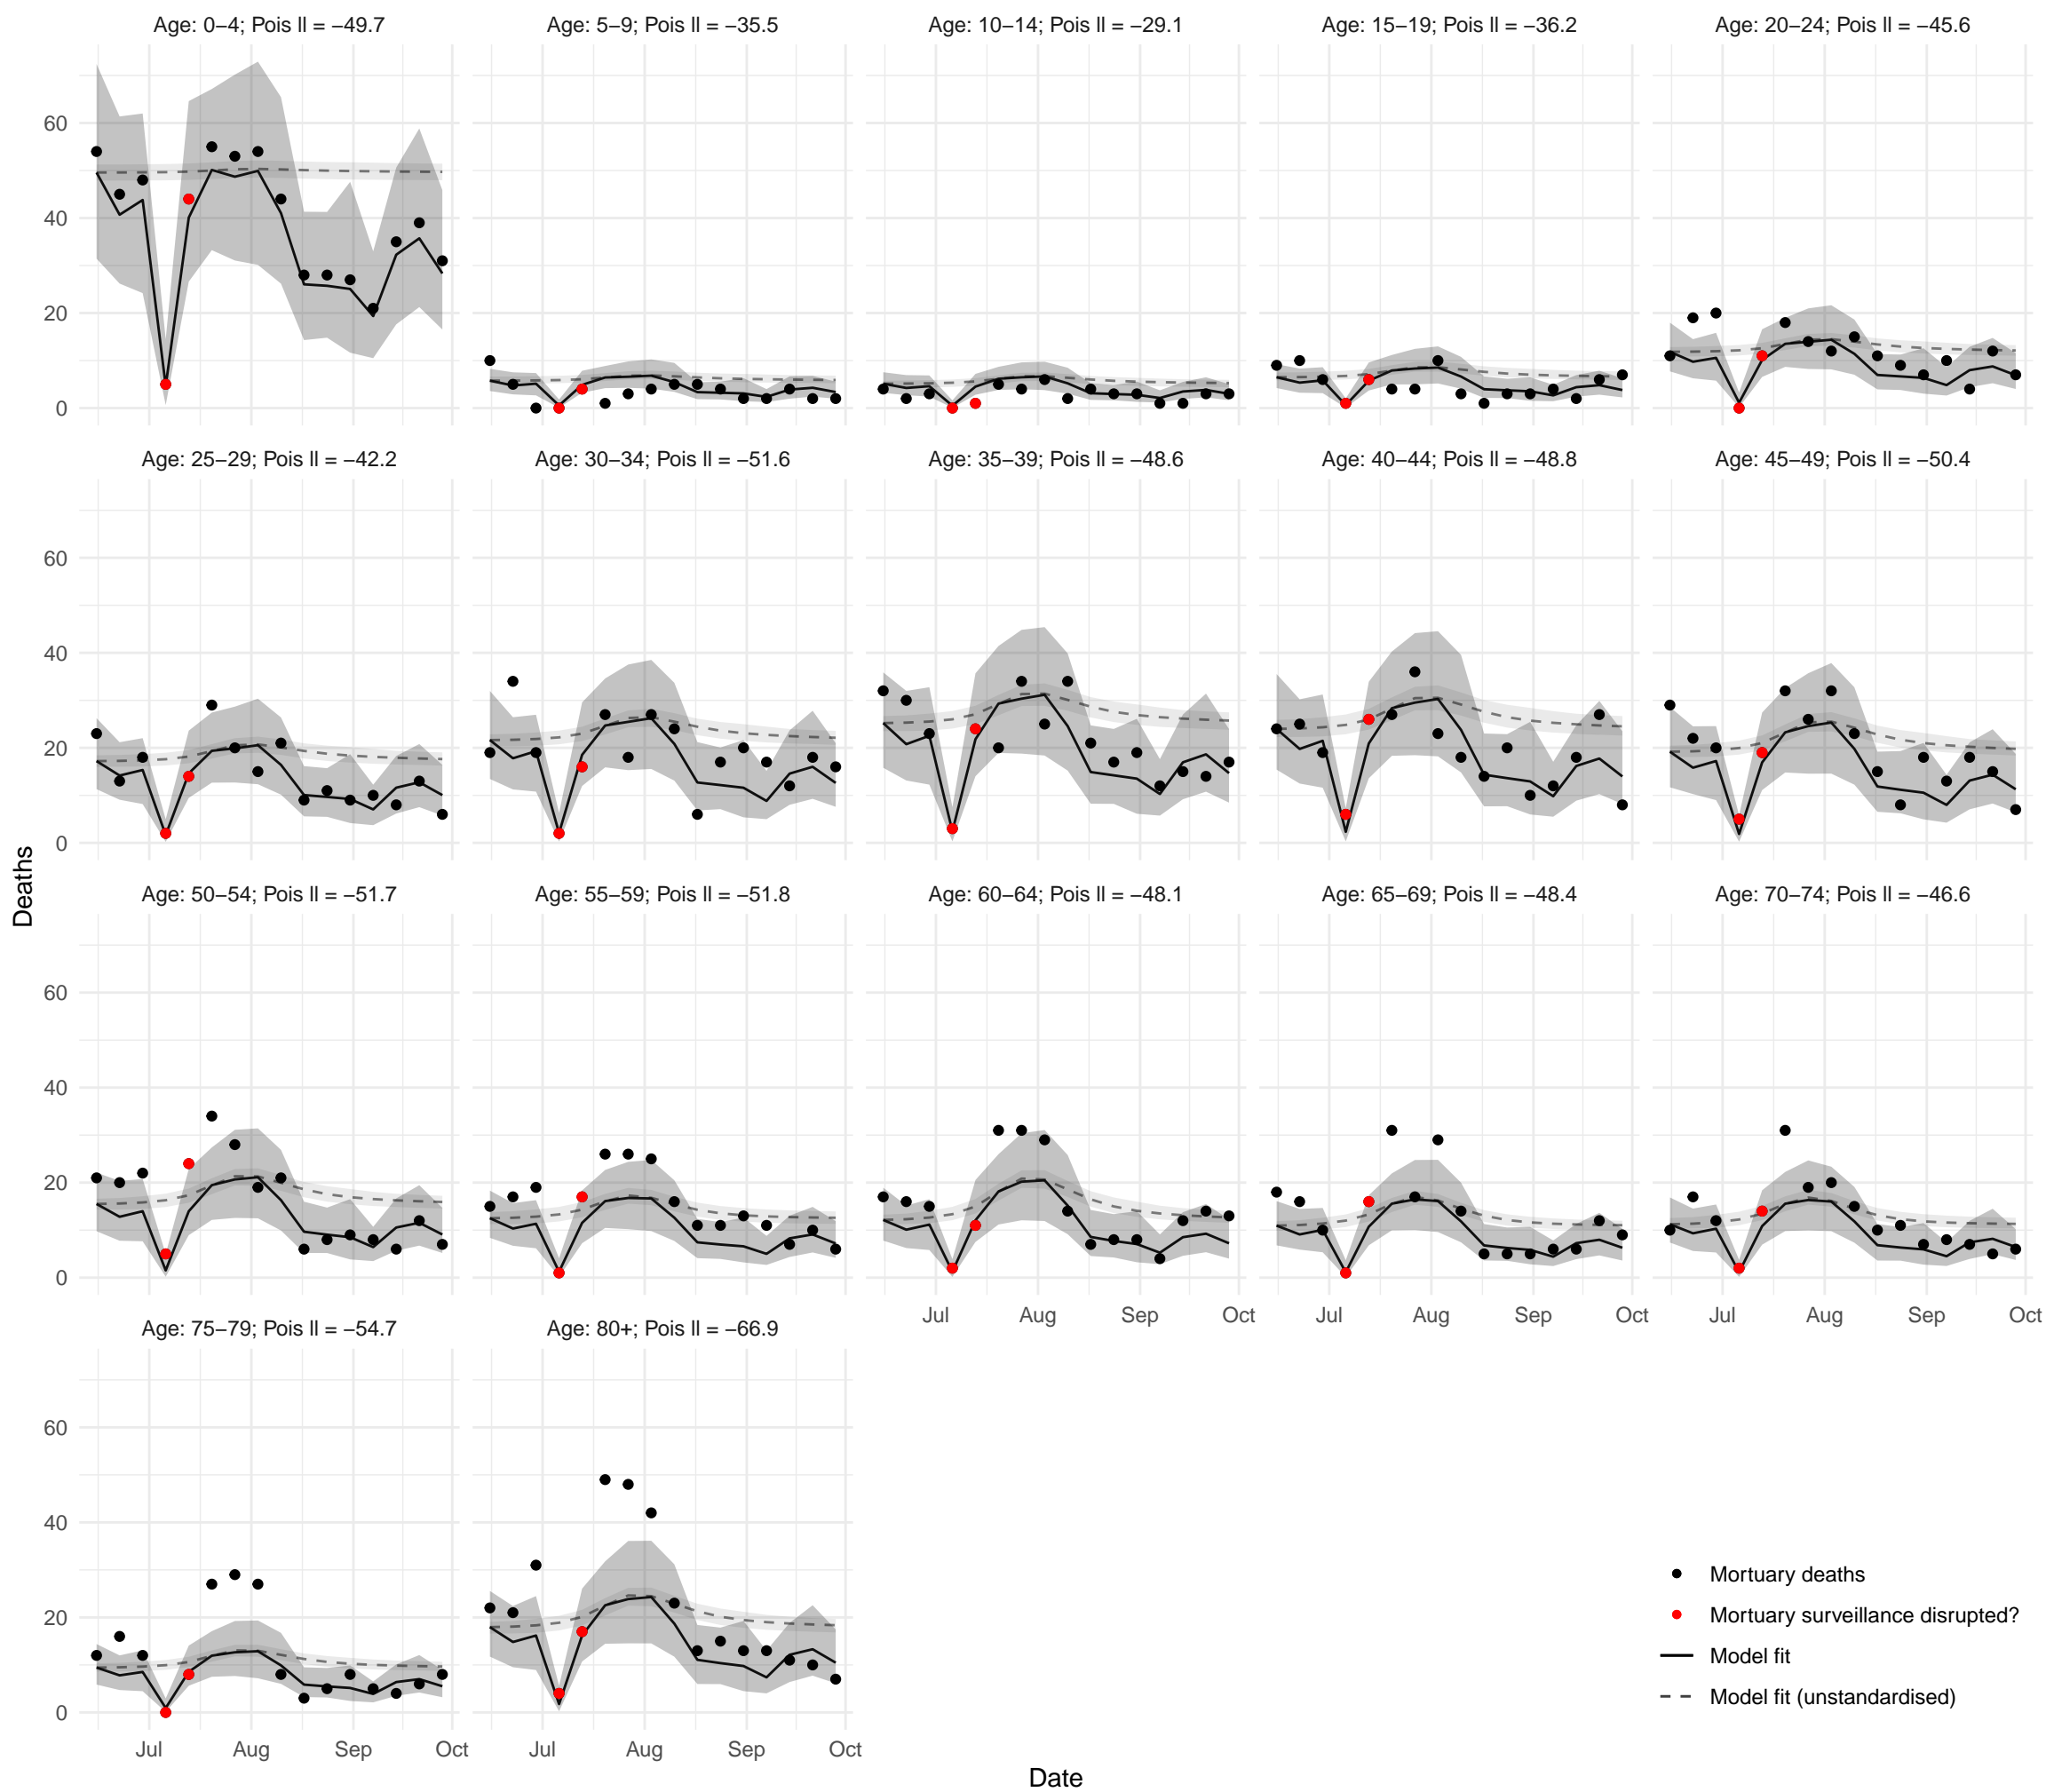 Age: 0−4; Pois ll = −49.7
Age: 5−9; Pois ll = −35.5
Age: 10−14; Pois ll = −29.1
Age: 15−19; Pois ll = −36.2
Age: 20−24; Pois ll = −45.6
60
40
20
0
Age: 25−29; Pois ll = −42.2
Age: 30−34; Pois ll = −51.6
Age: 35−39; Pois ll = −48.6
Age: 40−44; Pois ll = −48.8
Age: 45−49; Pois ll = −50.4
60
40
20
0
Deaths
Age: 50−54; Pois ll = −51.7
Age: 55−59; Pois ll = −51.8
Age: 60−64; Pois ll = −48.1
Age: 65−69; Pois ll = −48.4
Age: 70−74; Pois ll = −46.6
60
40
20
0
Jul Aug Sep Oct
Jul Aug Sep Oct
Jul Aug Sep Oct
Age: 75−79; Pois ll = −54.7
Age: 80+; Pois ll = −66.9
60
40
20
0
Jul Aug Sep Oct
Jul Aug Sep Oct
Mortuary deaths
Mortuary surveillance disrupted?
Model fit
Model fit (unstandardised)
Date